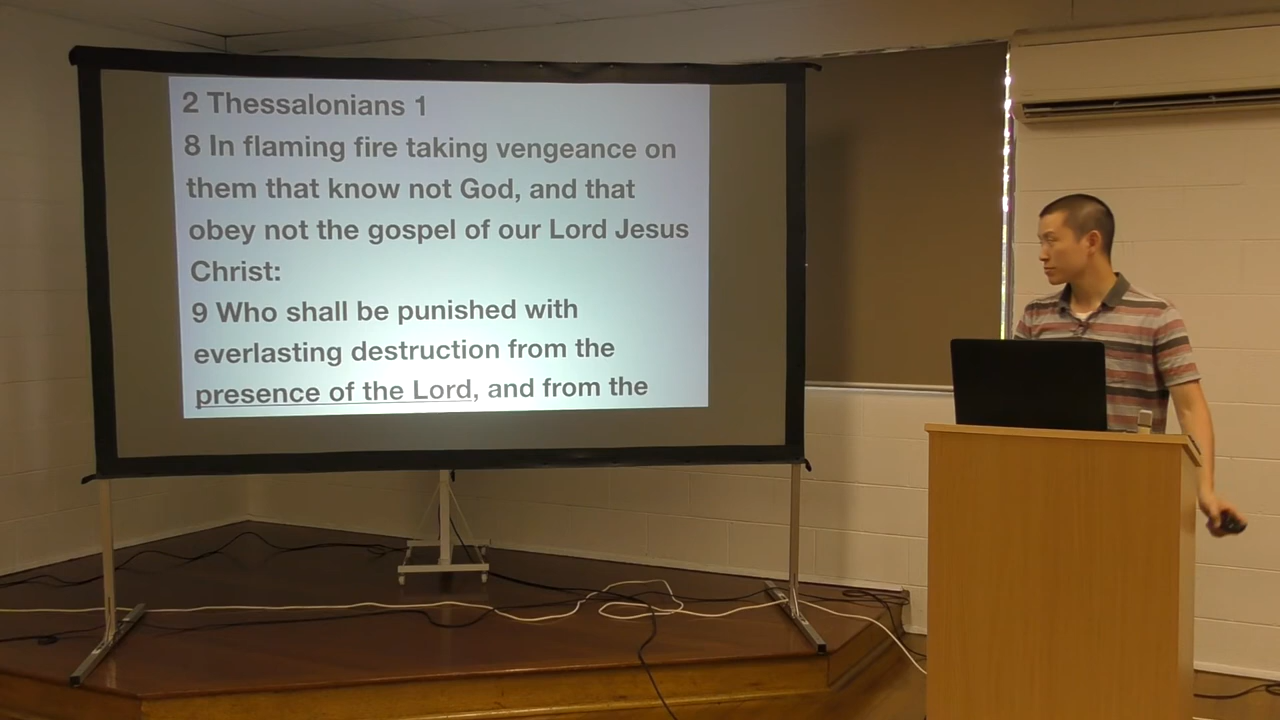 2 Thessalonians 1
8 In flaming fire taking vengeance on
them that know not God, and that
obey not the gospel of our Lord Jesus
Christ:
9 Who shall be punished with
everlasting destruction from the
presence of the Lord, and from the